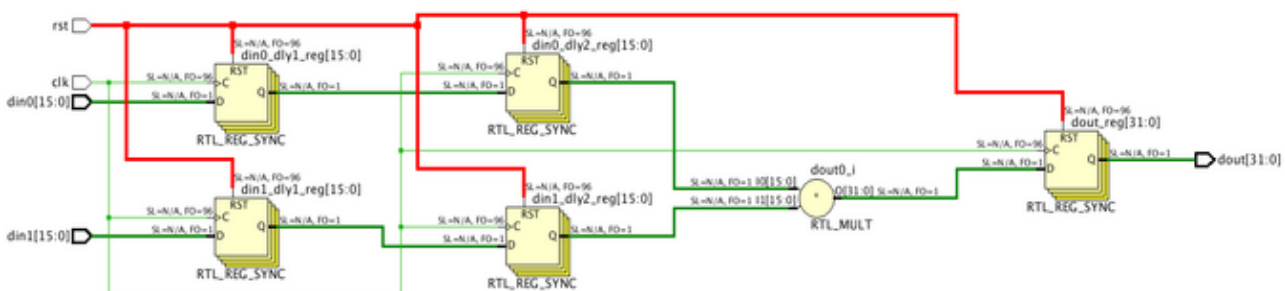 rst
SL=N/A, FO=96
din0_dly1_reg[15:0]
RST
clk
SL=N/A, FO=96
C
din0[15:0]
SL=N/A, FO=1
D
Q
SL=N/A, FO=1
RTL_REG_SYNC
SL=N/A, FO=96
din0_dly2_reg[15:0]
RST
SL=N/A, FO=96
C
SL=N/A, FO=1
D
Q
SL=N/A, FO=1
RTL_REG_SYNC
SL=N/A, FO=96
din1_dly1_reg[15:0]
RST
SL=N/A, FO=96
C
din1[15:0]
SL=N/A, FO=1
D
Q
SL=N/A, FO=1
RTL_REG_SYNC
SL=N/A, FO=96
din1_dly2_reg[15:0]
RST
SL=N/A, FO=96
C
SL=N/A, FO=1
D
Q
SL=N/A, FO=1
RTL_REG_SYNC
dout0_i
SL=N/A, FO=1 I0[15:0]
SL=N/A, FO=1 I1[15:0]
O[31:0] SL=N/A, FO=1
RTL_MULT
SL=N/A, FO=96
dout_reg[31:0]
RST
SL=N/A, FO=96
C
SL=N/A, FO=1
D
Q
SL=N/A, FO=1
dout[31:0]
RTL_REG_SYNC